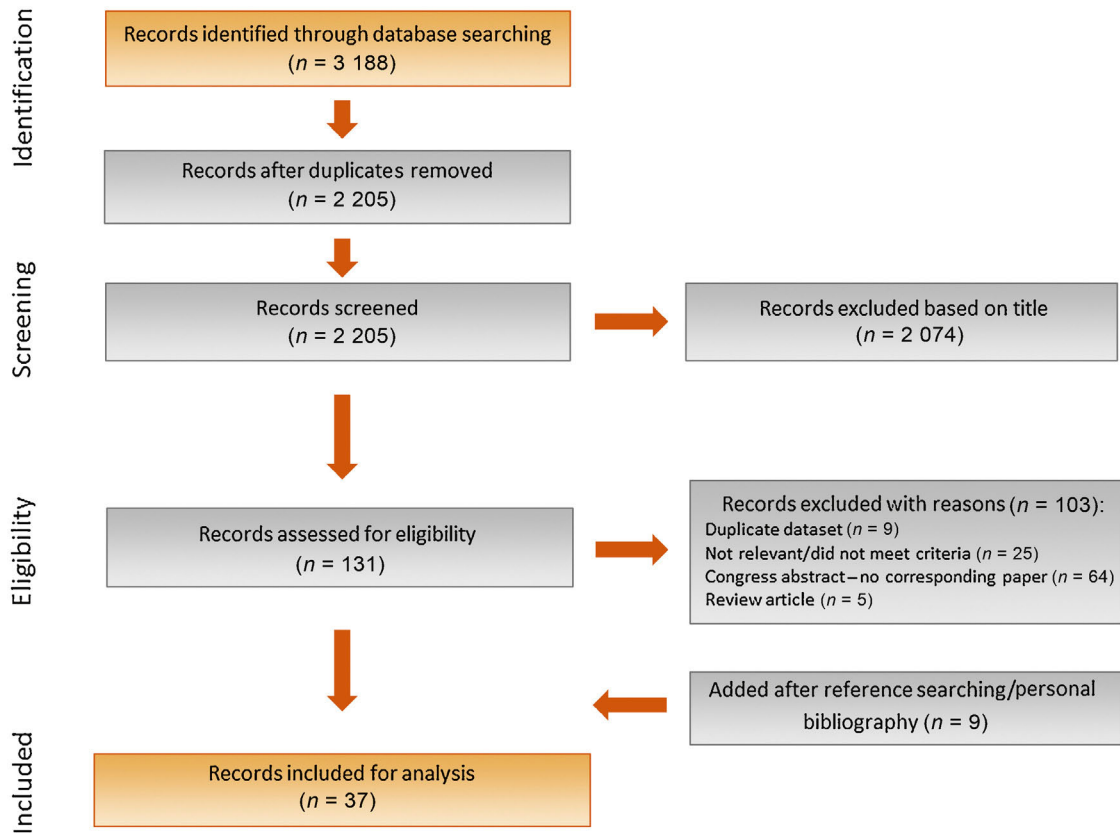 Identification
Records identified through database searching
(n = 3 188)
Records after duplicates removed
(n = 2 205)
Screening
Records screened
(n = 2 205)
Records excluded based on title
(n = 2 074)
Eligibility
Records assessed for eligibility
(n = 131)
Records excluded with reasons (n = 103):
Duplicate dataset (n = 9)
Not relevant/did not meet criteria (n = 25)
Congress abstract–no corresponding paper (n = 64)
Review article (n = 5)
Added after reference searching/personal
bibliography (n = 9)
Included
Records included for analysis
(n = 37)